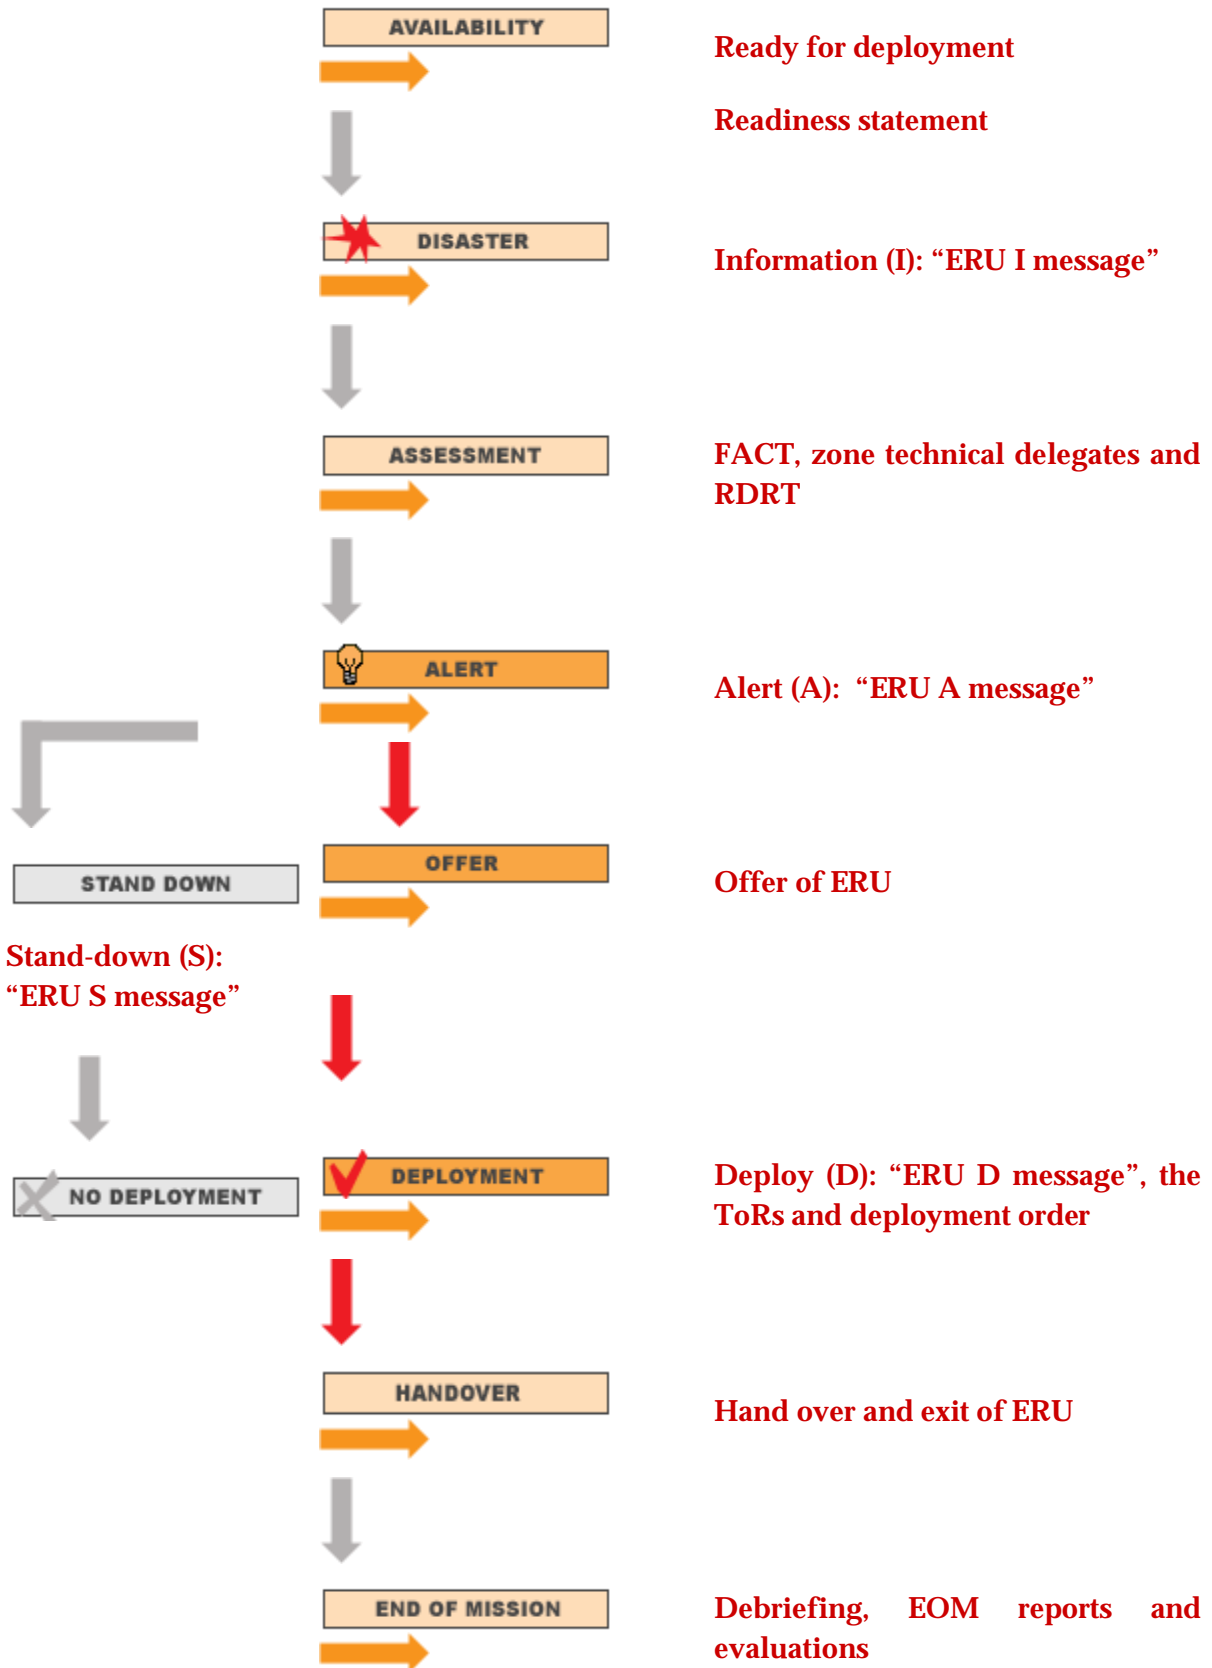 AVAILABILITY
Ready for deployment
Readiness statement
DISASTER
Information (I): “ERU I message”
ASSESSMENT
FACT, zone technical delegates and
RDRT
ALERT
Alert (A): “ERU A message”
OFFER
Offer of ERU
STAND DOWN
Stand-down (S):
“ERU S message”
DEPLOYMENT
Deploy (D): “ERU D message”, the
ToRs and deployment order
NO DEPLOYMENT
HANDOVER
Hand over and exit of ERU
END OF MISSION
Debriefing, EOM reports and
evaluations